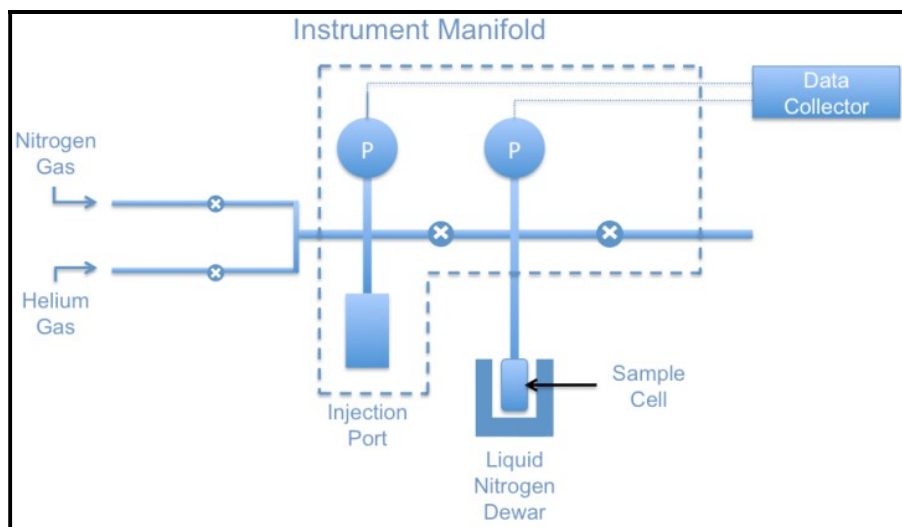 Instrument Manifold
Data
Collector
P
P
Nitrogen
Gas
Helium
Gas
Sample
Cell
Injection
Port
Liquid
Nitrogen
Dewar